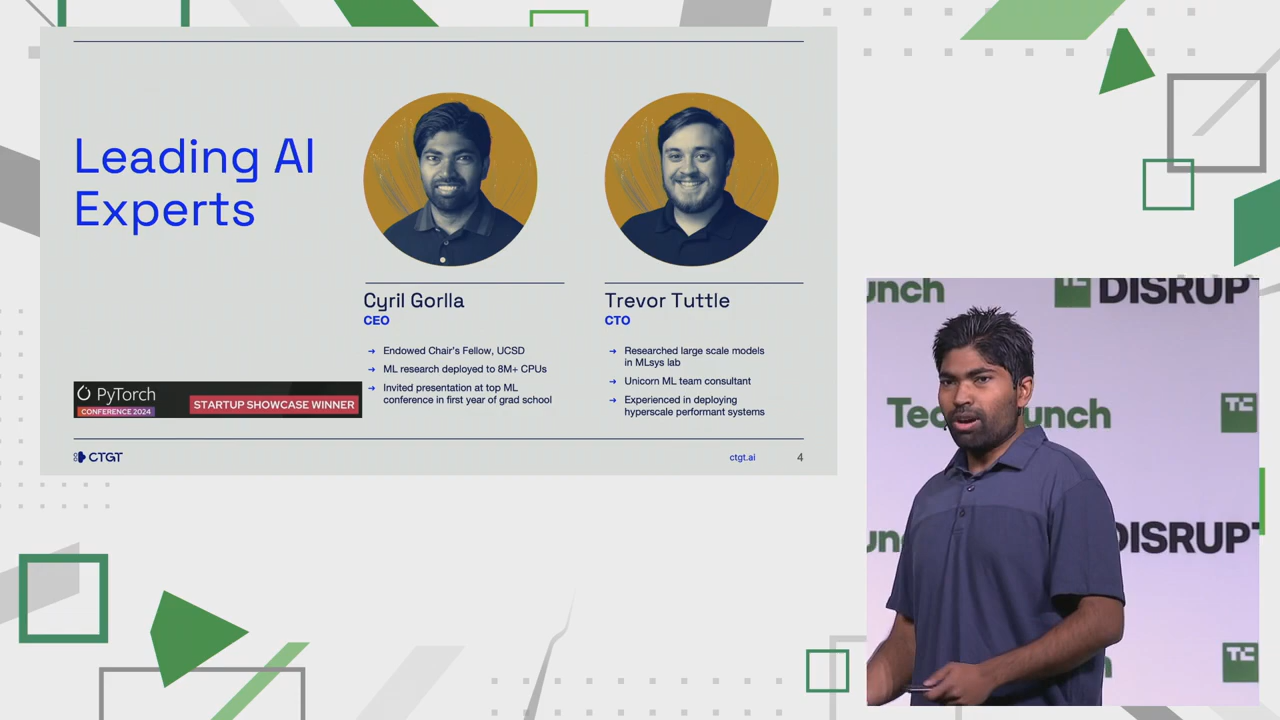 Leading AI
Experts
Cyril Gorlla
CEO
➔ Endowed Chair's Fellow, UCSD
➔ ML research deployed to 8M+ CPUs
➔ Invited presentation at top ML
conference in first year of grad school
Trevor Tuttle
CTO
➔ Researched large scale models
in MLsys lab
➔ Unicorn ML team consultant
➔ Experienced in deploying
hyperscale performant systems
PyTorch
CONFERENCE 2024
STARTUP SHOWCASE WINNER
CTGT
ctgt.ai
4
unch
TC
DISRUP
Tec unch
TC
un
DISRUPT
TC